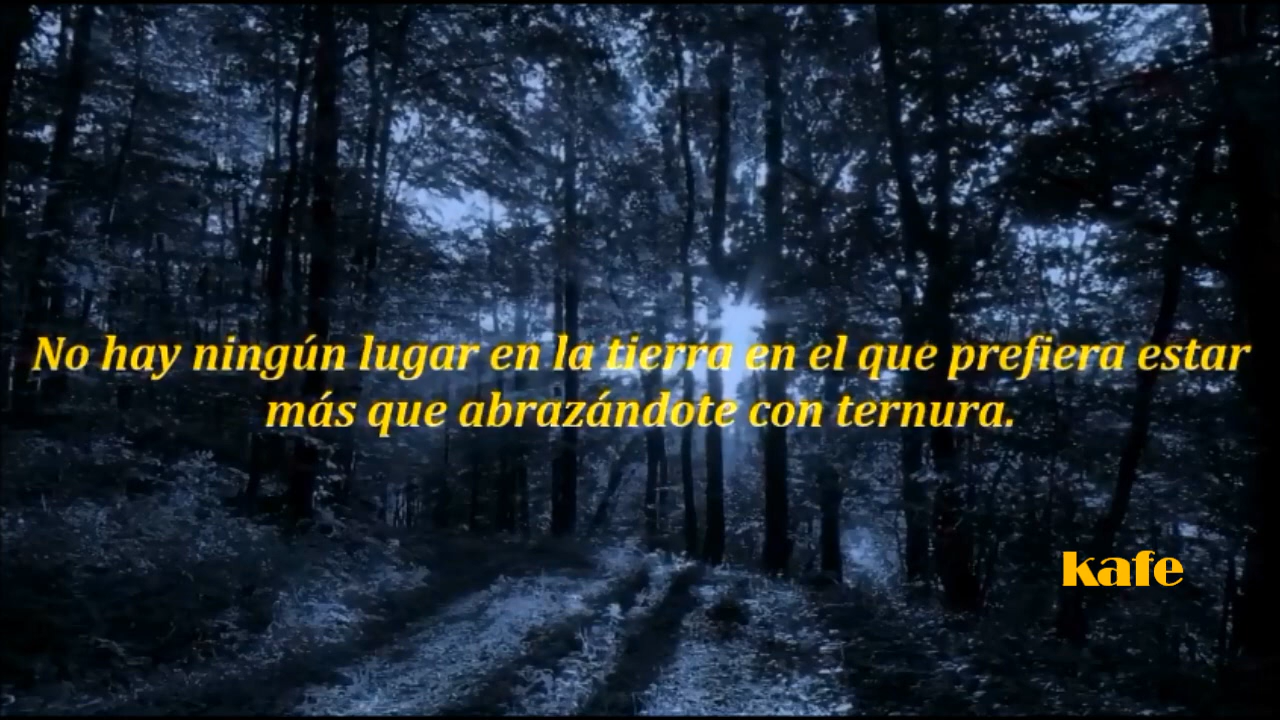 No hay ningún lugar en la tierra en el que prefiera estar
más que abrazándote con ternura.
kafe